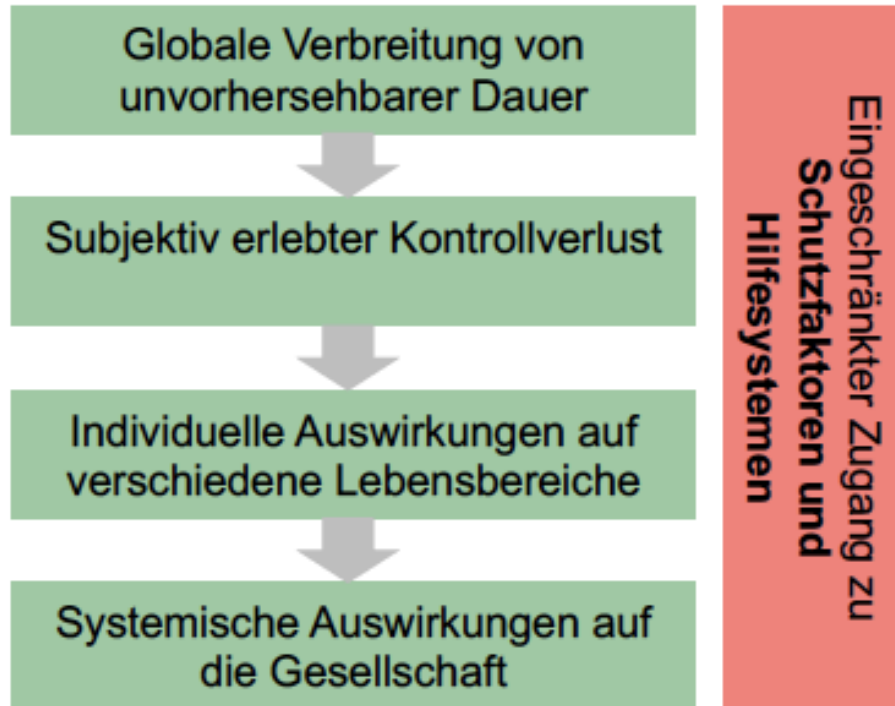 Globale Verbreitung von
unvorhersehbarer Dauer
Subjektiv erlebter Kontrollverlust
Individuelle Auswirkungen auf
verschiedene Lebensbereiche
Systemische Auswirkungen auf
die Gesellschaft
Eingeschränkter Zugang zu
Schutzfaktoren und
Hilfesystemen